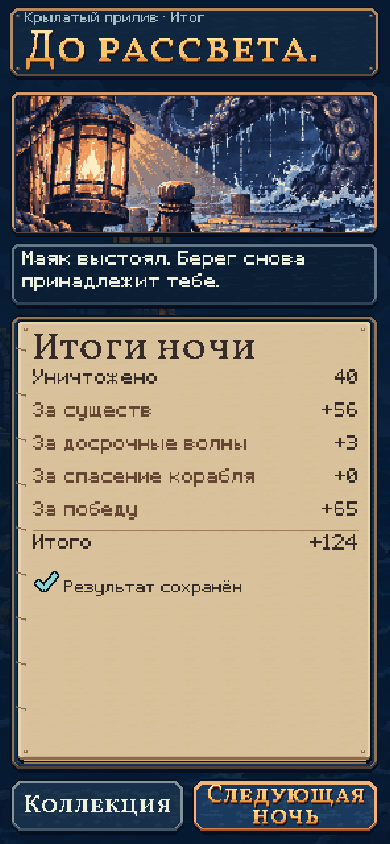 Крылатый прилив · Итог
До рассвета.
Маяк выстоял. Берег снова
принадлежит тебе.
Итоги ночи
Уничтожено 40
За существ +56
За досрочные волны +3
За спасение корабля +0
За победу +65
Итого +124
Результат сохранён
Коллекция
Следующая
ночь